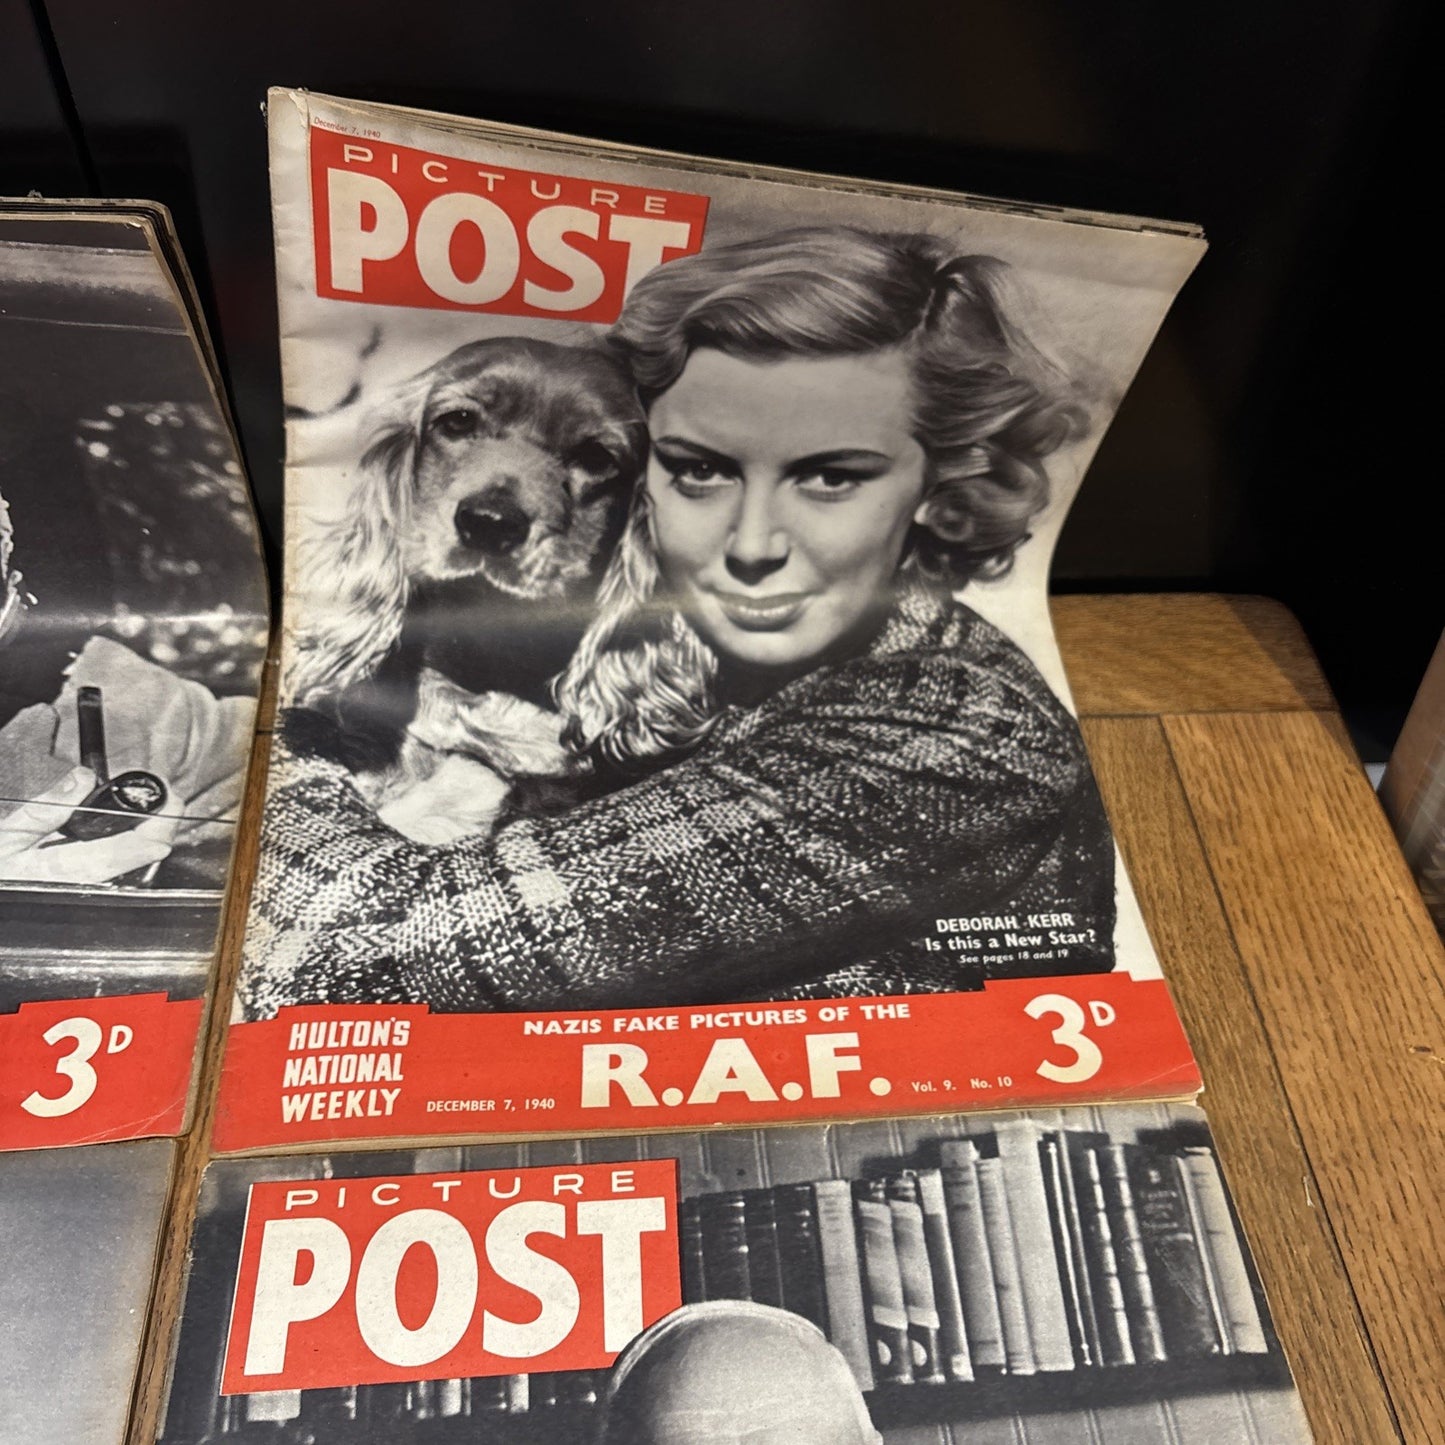 December 7, 1940
PICTURE
POST
DEBORAH KERR
Is this a New Star?
See pages 18 and 19
HULTON'S
NATIONAL
WEEKLY
DECEMBER 7, 1940
NAZIS FAKE PICTURES OF THE
R.A.F.
Vol. 9. No. 10
3D
3D
PICTURE
POST